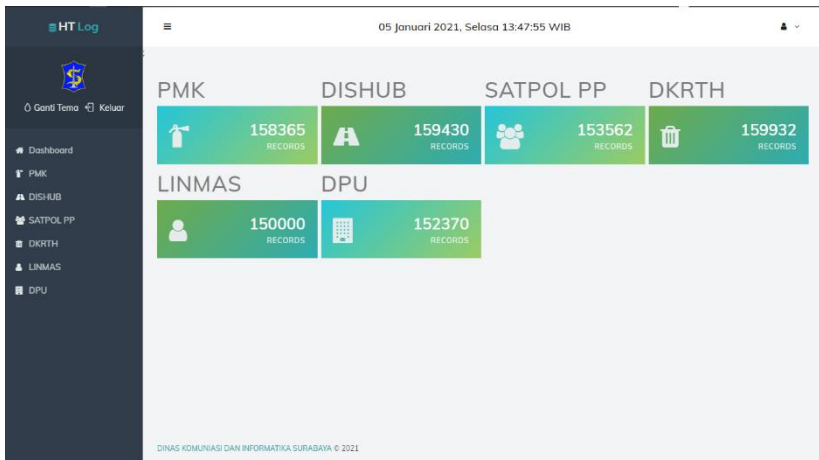 HT Log
05 Januari 2021, Selasa 13:47:55 WIB
Ganti Tema Keluar
Dashboard
PMK
DISHUB
SATPOL PP
DKRTH
LINMAS
DPU
PMK
158365
RECORDS
DISHUB
159430
RECORDS
SATPOL PP
153562
RECORDS
DKRTH
159932
RECORDS
LINMAS
150000
RECORDS
DPU
152370
RECORDS
DINAS KOMUNIASI DAN INFORMATIKA SURABAYA © 2021